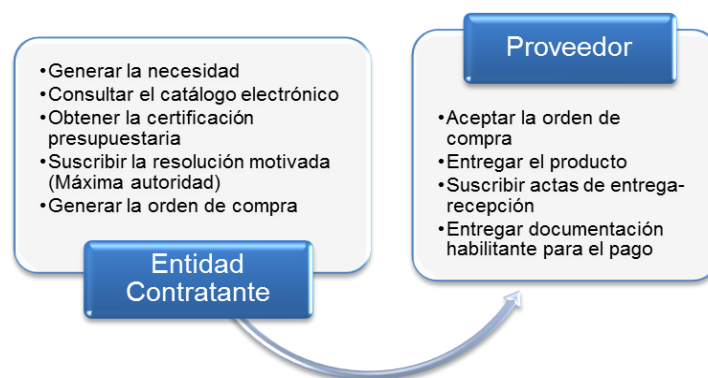 •Generar la necesidad
•Consultar el catálogo electrónico
•Obtener la certificación
presupuestaria
•Suscribir la resolución motivada
(Máxima autoridad)
•Generar la orden de compra
Entidad
Contratante
Proveedor
•Aceptar la orden de
compra
•Entregar el producto
•Suscribir actas de entrega-
recepción
•Entregar documentación
habilitante para el pago